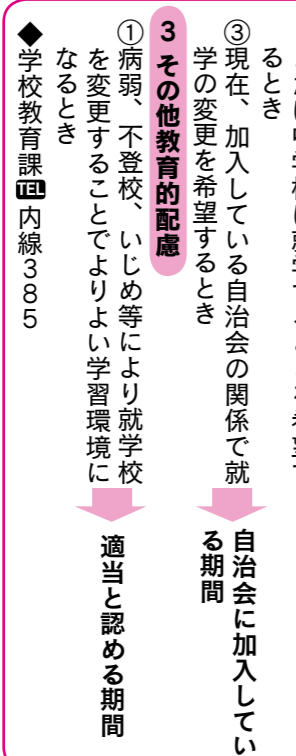 るとき
③現在、加入している自治会の関係で就
学の変更を希望するとき
自治会に加入してい
る期間
3 その他教育的配慮
①病弱、不登校、いじめ等により就学校
を変更することでよりよい学習環境に
なるとき
適当と認める期間
◆学校教育課TEL内線385